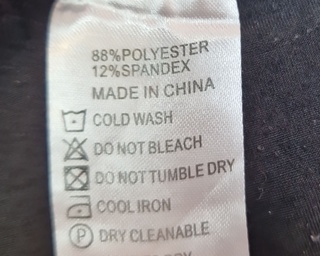 88%POLYESTER
12%SPANDEX
MADE IN CHINA
COLD WASH
DO NOT BLEACH
DO NOT TUMBLE DRY
COOL IRON
P DRY CLEANABLE